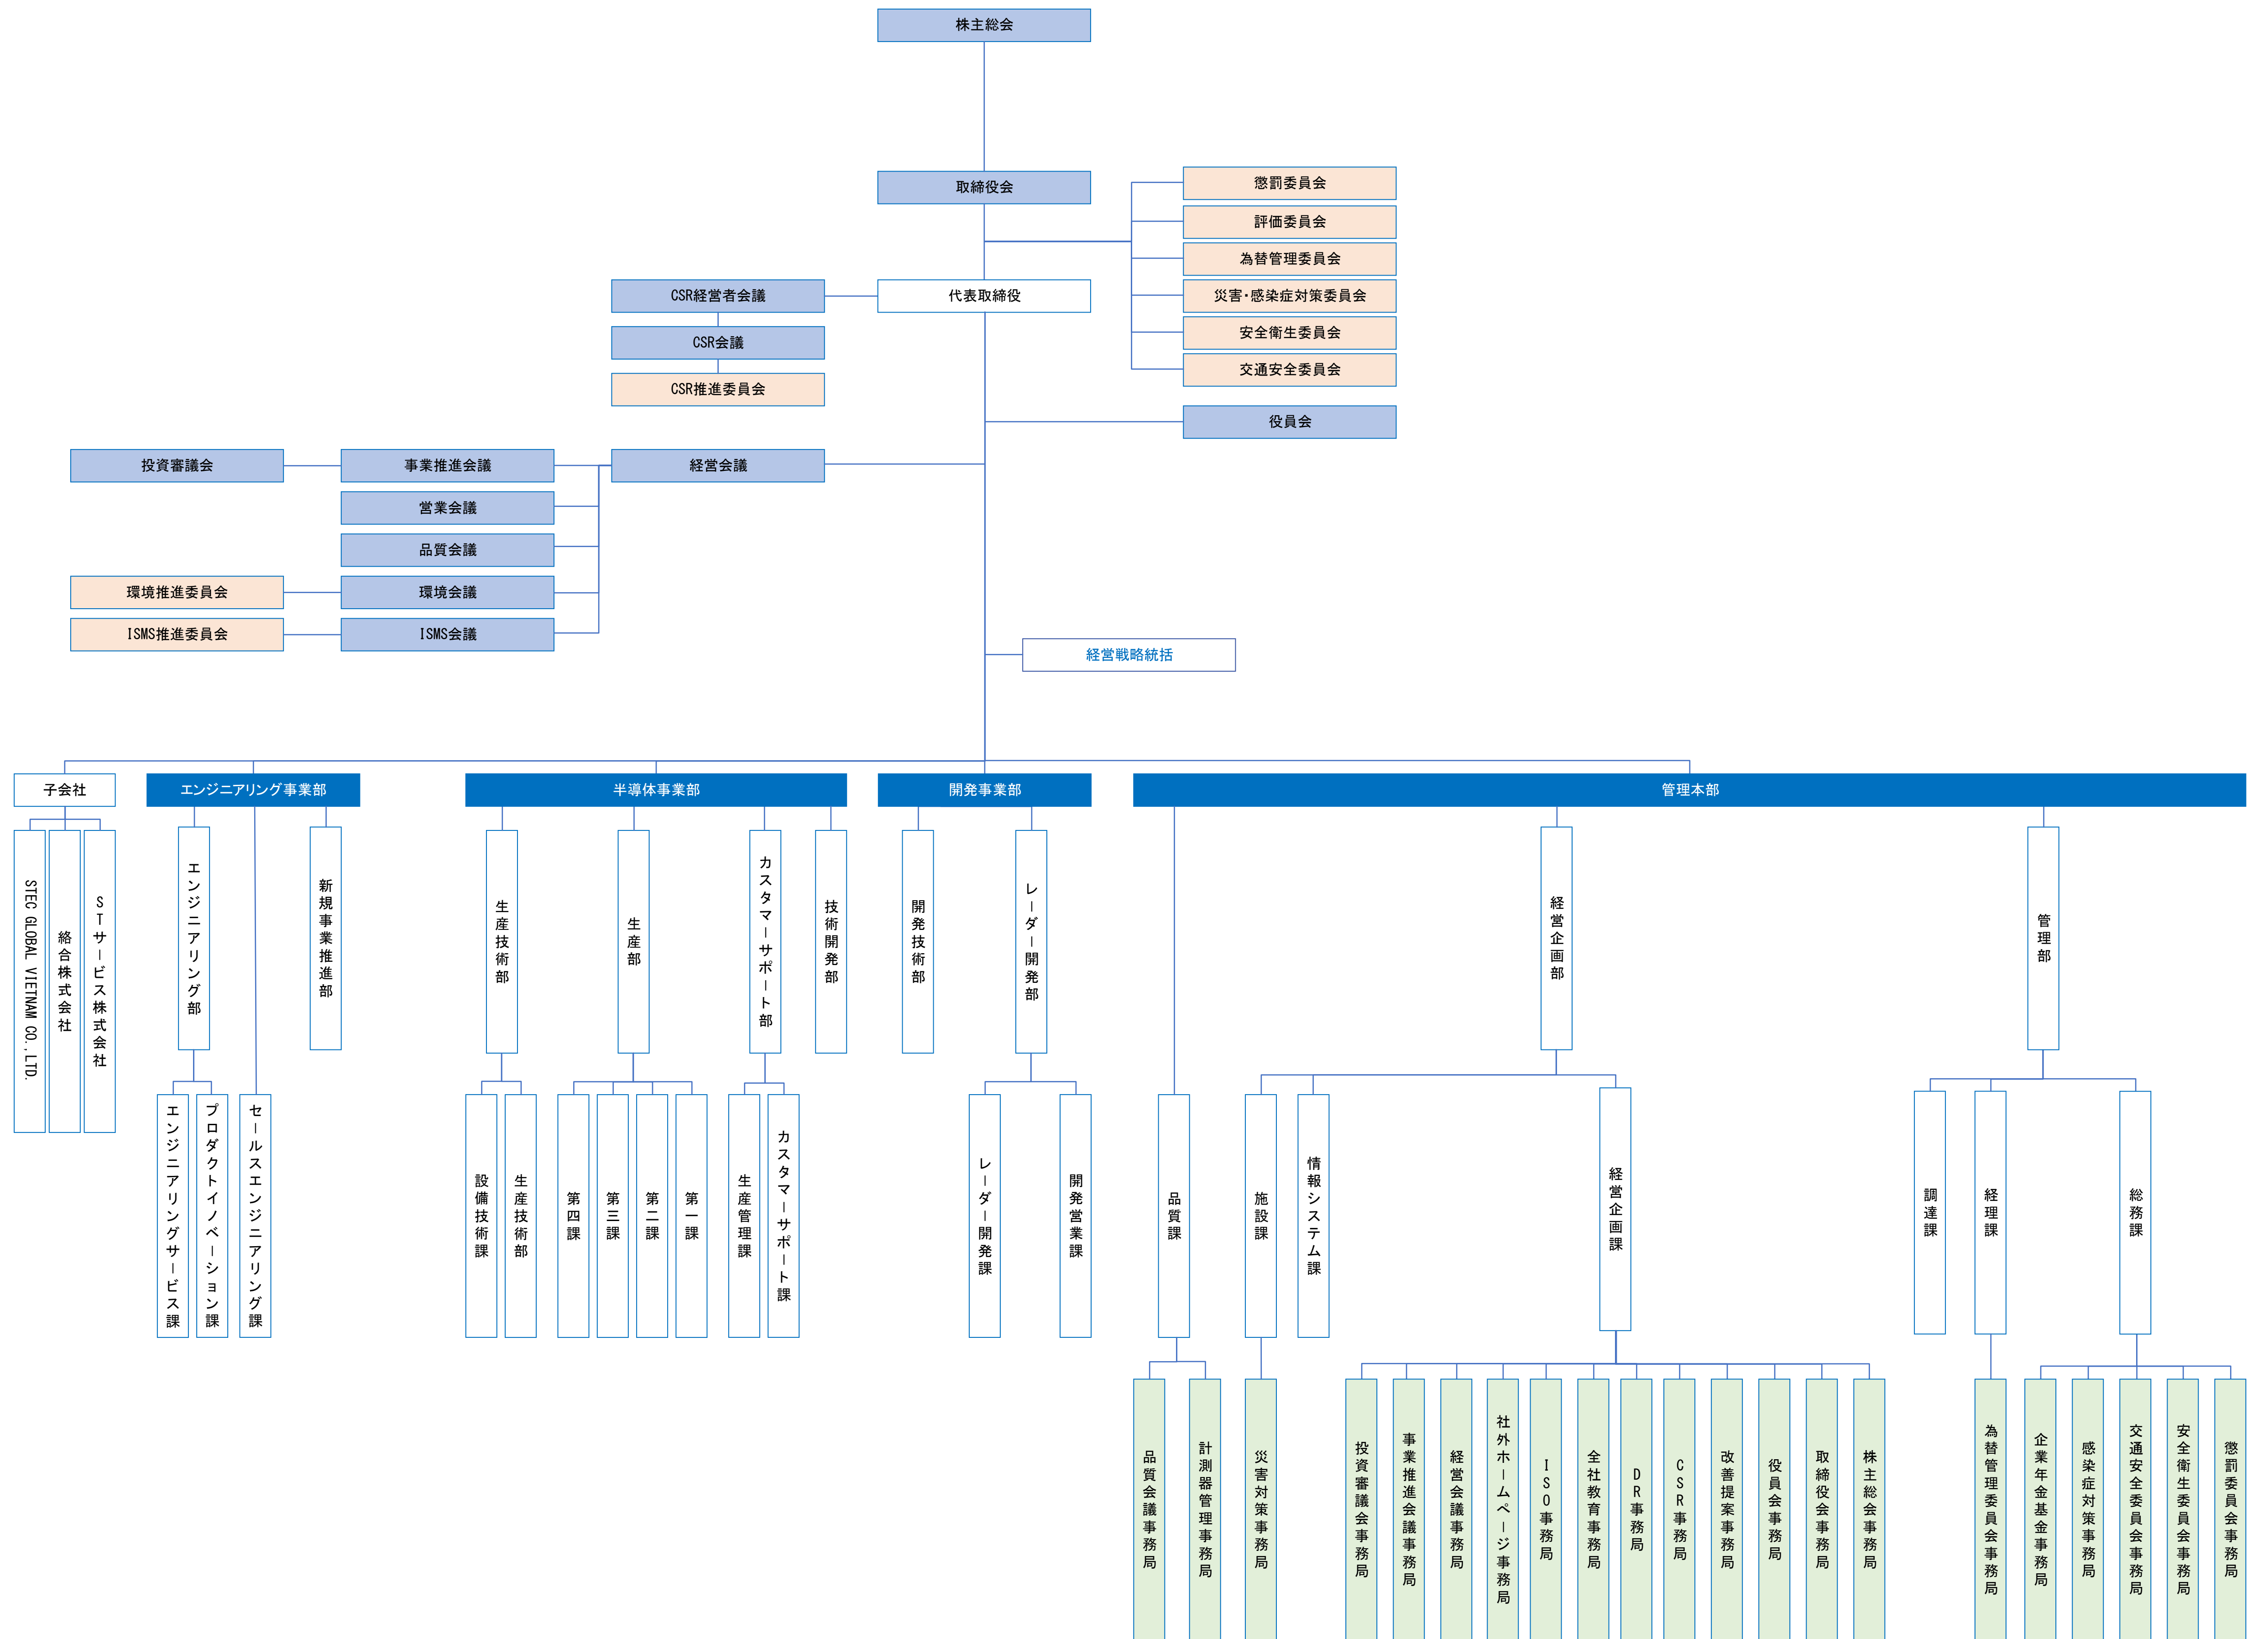 株主総会
取締役会
懲罰委員会
評価委員会
為替管理委員会
CSR経営者会議
代表取締役
災害・感染症対策委員会
CSR会議
安全衛生委員会
CSR推進委員会
交通安全委員会
役員会
投資審議会
事業推進会議
経営会議
営業会議
品質会議
環境推進委員会
環境会議
ISMS推進委員会
ISMS会議
経営戦略統括
子会社
エンジニアリング事業部
半導体事業部
開発事業部
管理本部
STEC GLOBAL VIETNAM CO.,LTD.
絡合株式会社
STサービス株式会社
エンジニアリング部
新規事業推進部
生産技術部
生産部
カスタマーサポート部
技術開発部
開発技術部
レーダー開発部
経営企画部
管理部
エンジニアリングサービス課
プロダクトイノベーション課
セールスエンジニアリング課
設備技術課
生産技術部
第四課
第三課
第二課
第一課
生産管理課
カスタマーサポート課
レーダー開発課
開発営業課
品質課
施設課
情報システム課
経営企画課
調達課
経理課
総務課
品質会議事務局
計測器管理事務局
災害対策事務局
投資審議会事務局
事業推進会議事務局
経営会議事務局
社外ホームページ事務局
ISO事務局
全社教育事務局
DR事務局
CSR事務局
改善提案事務局
役員会事務局
取締役会事務局
株主総会事務局
為替管理委員会事務局
企業年金基金事務局
感染症対策事務局
交通安全委員会事務局
安全衛生委員会事務局
懲罰委員会事務局